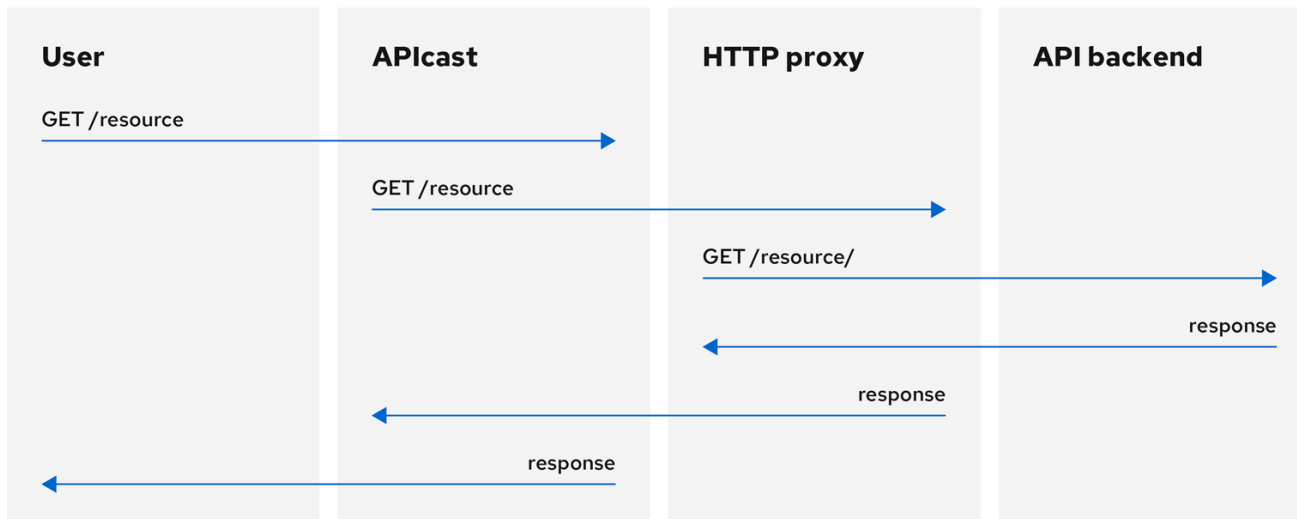 User
APIcast
HTTP proxy
API backend
GET /resource
GET /resource
GET /resource/
response
response
response